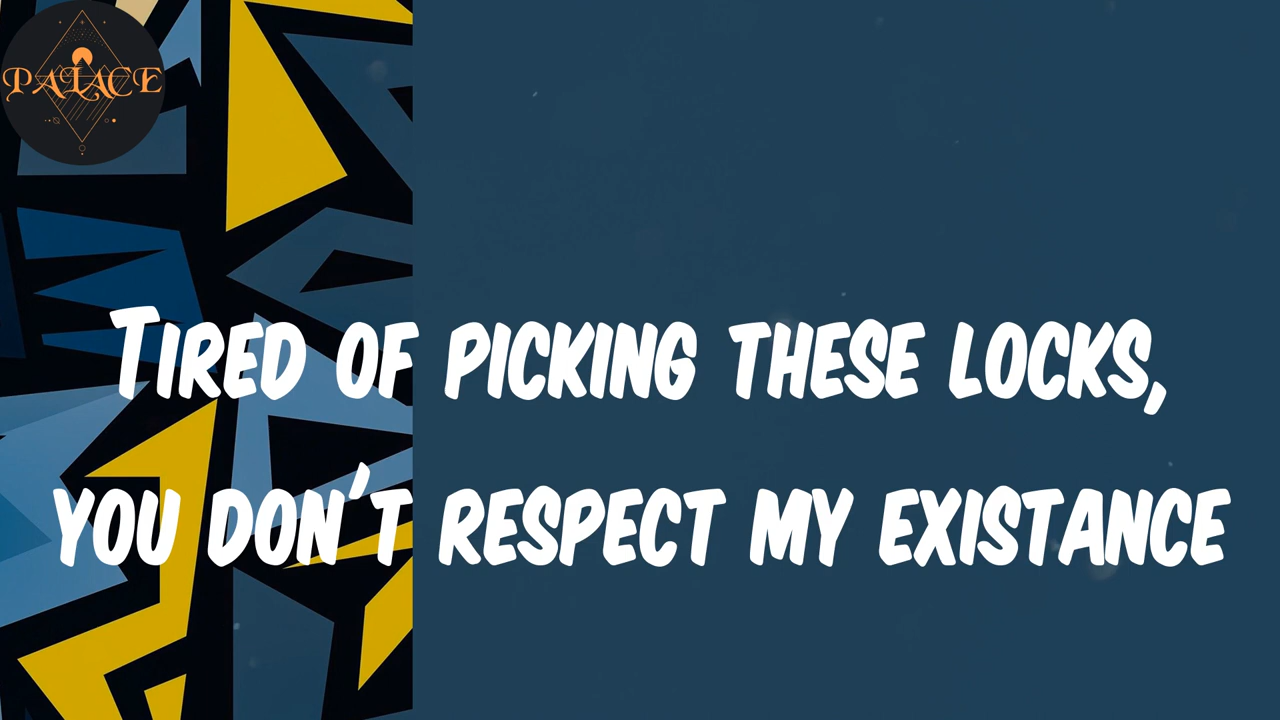 PALACE
TIRED OF PICKING THESE LOCKS,
YOU DON'T RESPECT MY EXISTANCE